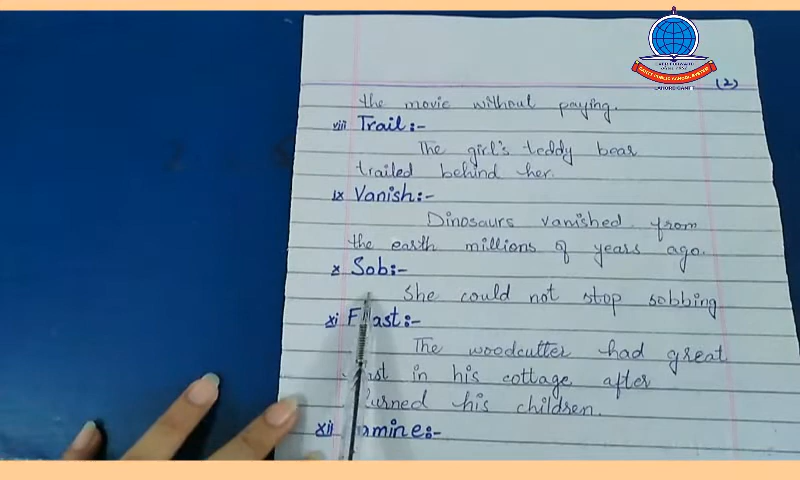 (2)
the movie without paying.
viii Trail:-
The girl's teddy bear
trailed behind her.
ix Vanish:-
Dinosaurs vanished from
the earth millions of years ago.
x Sob:-
She could not stop sobbing
xi
The woodcutter had great
in his cottage after
his children.
xii